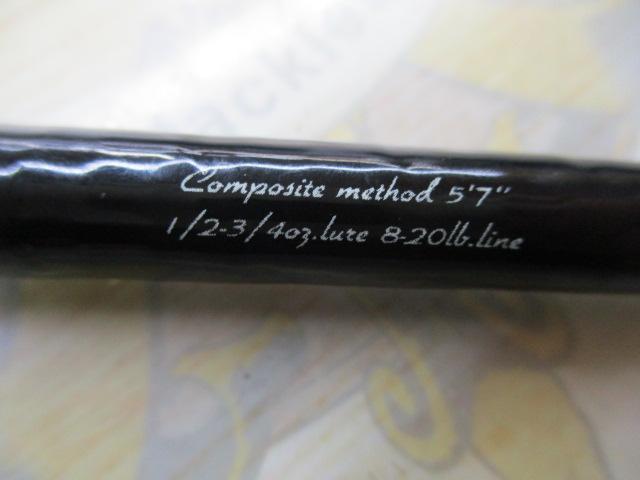 Composite method 5'7"
1/2-3/4oz.lure 8-20lb.line